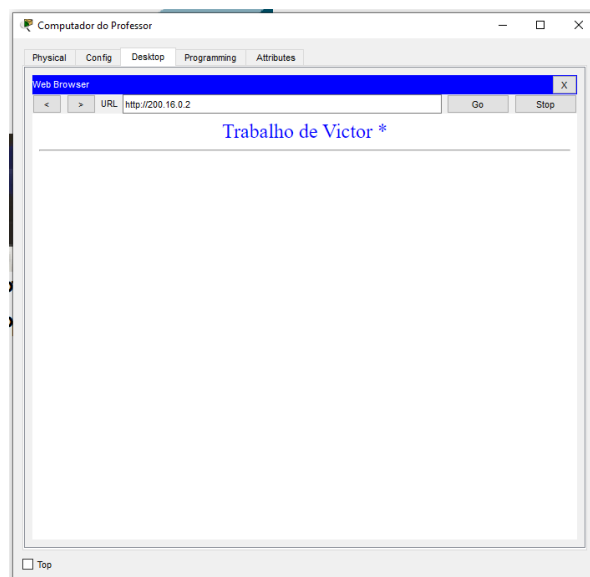 Computador do Professor
Physical Config Desktop Programming Attributes
Web Browser X
< > URL http://200.16.0.2 Go Stop
Trabalho de Victor *
Top